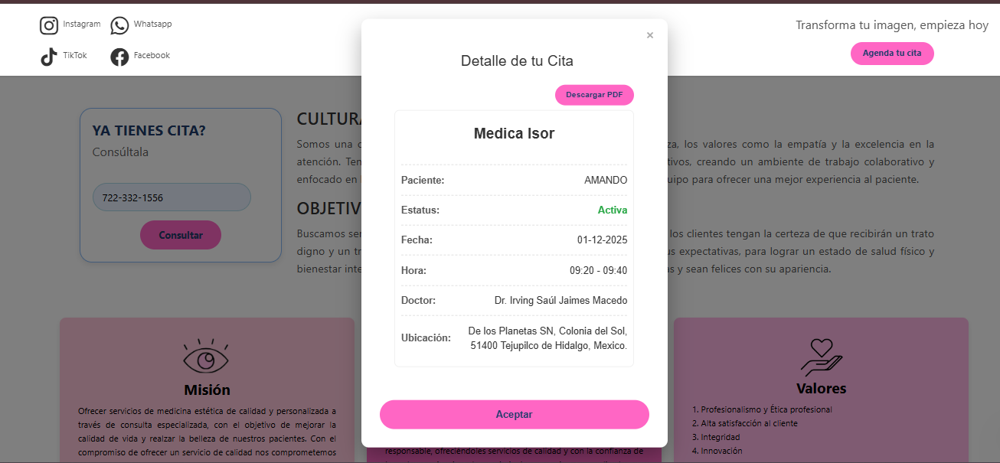 Instagram
Whatsapp
TikTok
Facebook
Transforma tu imagen, empieza hoy
Agenda tu cita
YA TIENES CITA?
Consúltala
722-332-1556
Consultar
CULTURA
Somos una
za, los valores como la empatía y la excelencia en la
atención. Ten
tivos, creando un ambiente de trabajo colaborativo y
enfocado en
uipo para ofrecer una mejor experiencia al paciente.
OBJETIV
Buscamos ser
los clientes tengan la certeza de que recibirán un trato
digno y un tr
us expectativas, para lograr un estado de salud físico y
bienestar inte
as y sean felices con su apariencia.
×
Detalle de tu Cita
Descargar PDF
Medica Isor
Paciente: AMANDO
Estatus: Activa
Fecha: 01-12-2025
Hora: 09:20 - 09:40
Doctor: Dr. Irving Saúl Jaimes Macedo
Ubicación: De los Planetas SN, Colonia del Sol,
51400 Tejupilco de Hidalgo, Mexico.
Aceptar
Misión
Ofrecer servicios de medicina estética de calidad y personalizada a
través de consulta especializada, con el objetivo de mejorar la
calidad de vida y realzar la belleza de nuestros pacientes. Con el
compromiso de ofrecer un servicio de calidad nos comprometemos
responsable, ofreciéndoles servicios de calidad y con la confianza de
Valores
1. Profesionalismo y Ética profesional
2. Alta satisfacción al cliente
3. Integridad
4. Innovación